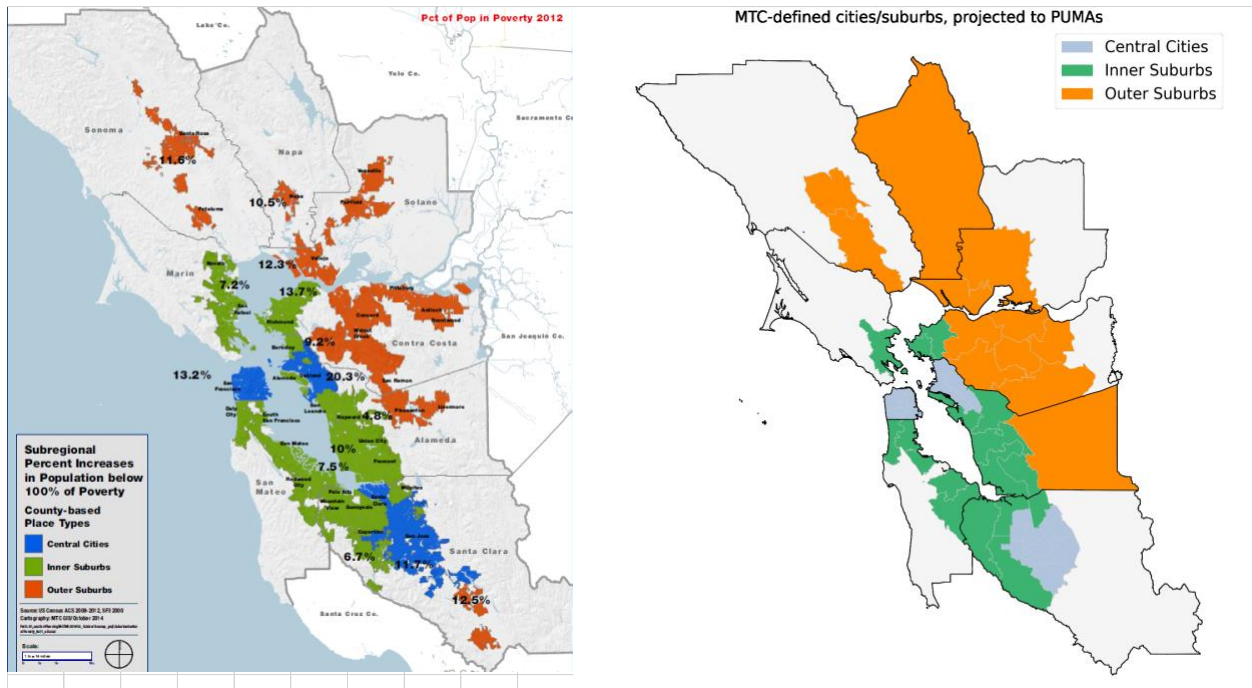 Pct of Pop in Poverty 2012
Lake Co.
Yolo Co.
Sacramento Co.
Sonoma
Santa Rosa
11.6%
Napa
Vacaville
10.5%
Napa
Fairfield
Solano
Petaluma
Vallejo
12.3%
Novato
Marin
7.2%
13.7%
San Rafael
Pittsburg
Antioch
Brentwood
Concord
Richmond
Walnut Creek
San Joaquin Co.
9.2%
Contra Costa
Berkeley
13.2%
San Francisco
Alameda
Oakland
20.3%
San Ramon
Daly City
South San Francisco
San Leandro
Hayward
4.8%
Pleasanton
Livermore
Alameda
San Mateo
10%
Union City
7.5%
Fremont
San Mateo
Redwood City
Palo Alto
Milpitas
Mountain View
Santa Clara
Sunnyvale
Cupertino
San Jose
Santa Clara
6.7%
11.7%
12.5%
Santa Cruz Co.
Subregional
Percent Increases
in Population below
100% of Poverty
County-based
Place Types
Central Cities
Inner Suburbs
Outer Suburbs
Source: US Census ACS 2008-2012, SF3 2000
Cartography: MTC GIS/October 2014
Scale:
MTC-defined cities/suburbs, projected to PUMAs
Central Cities
Inner Suburbs
Outer Suburbs